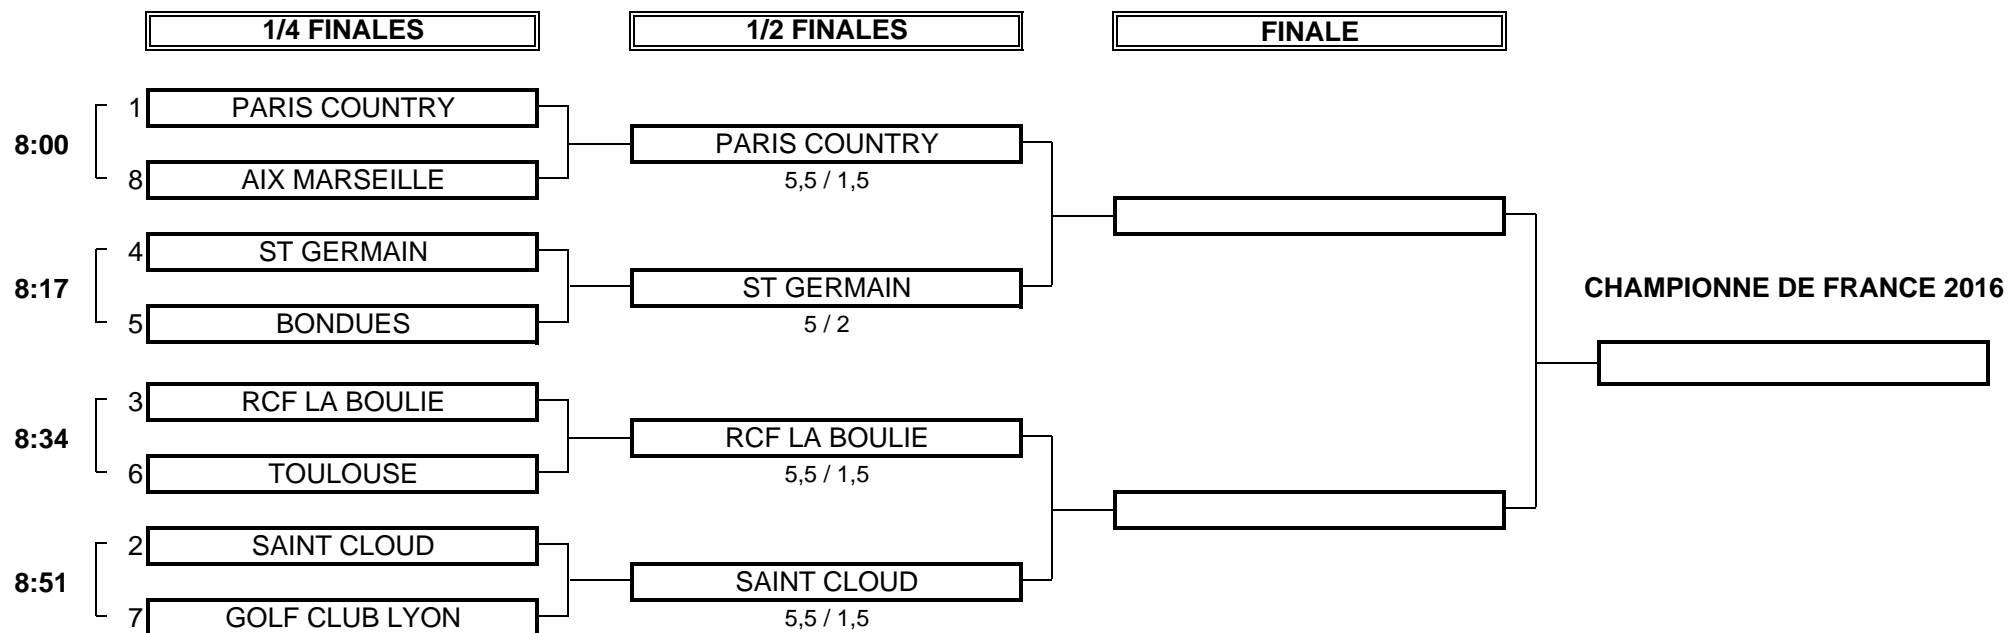 1/4 FINALES
1/2 FINALES
FINALE
1 PARIS COUNTRY
8:00
PARIS COUNTRY
8 AIX MARSEILLE
5,5 / 1,5
4 ST GERMAIN
8:17
ST GERMAIN
CHAMPIONNE DE FRANCE 2016
5 BONDUES
5 / 2
3 RCF LA BOULIE
8:34
RCF LA BOULIE
6 TOULOUSE
5,5 / 1,5
2 SAINT CLOUD
8:51
SAINT CLOUD
7 GOLF CLUB LYON
5,5 / 1,5